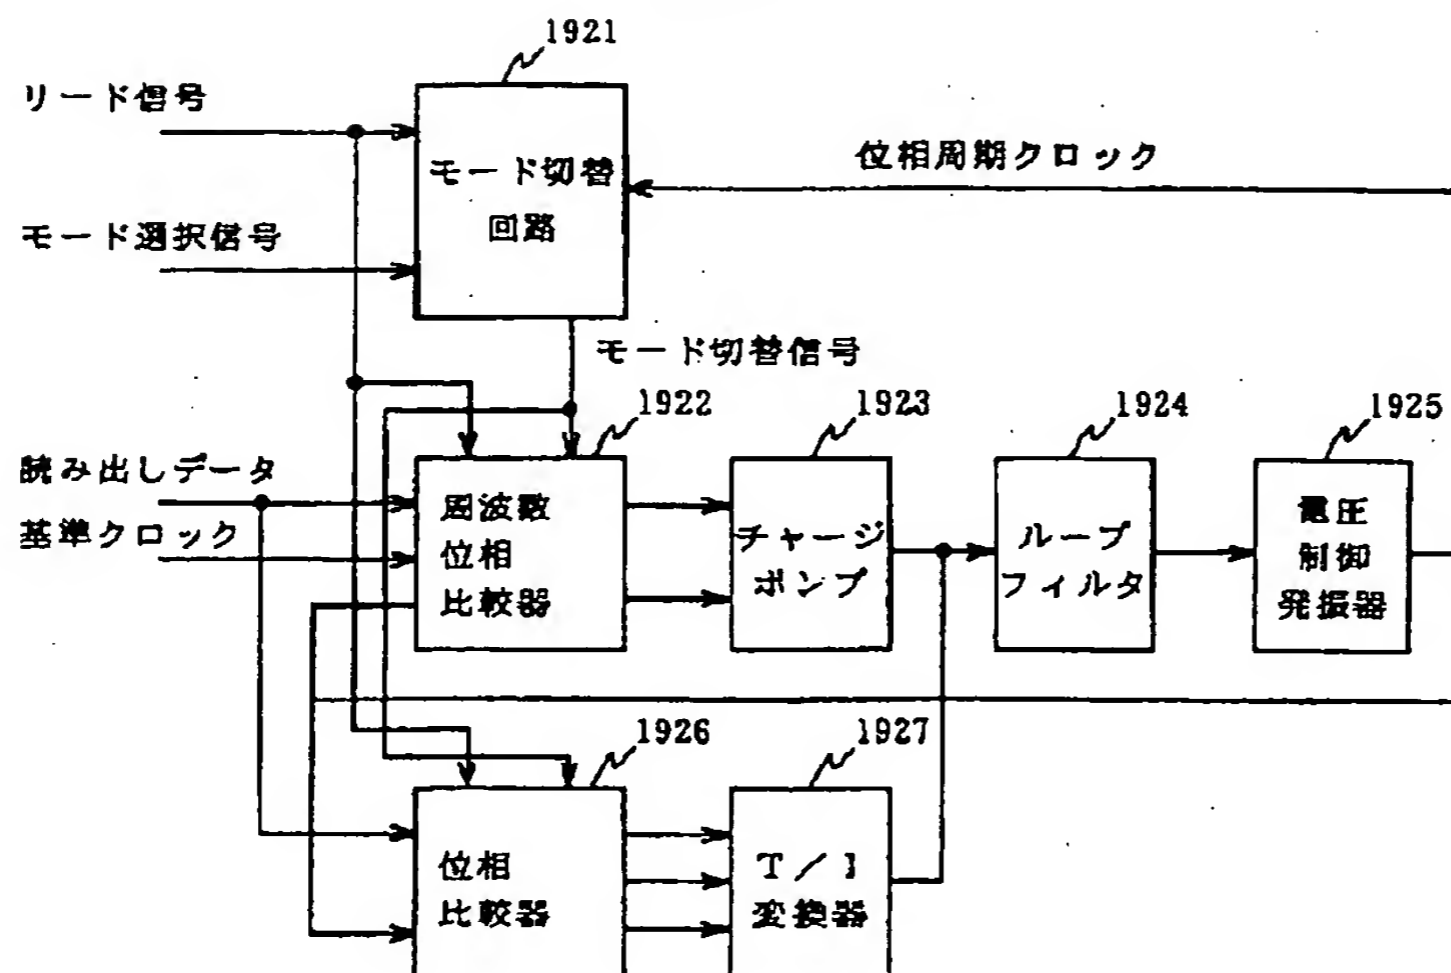 1921
リード信号
モード切替
回路
位相周期クロック
モード選択信号
モード切替信号
1922
1923
1924
1925
読み出しデータ
基準クロック
周波数
位相
比較器
チャージ
ポンプ
ループ
フィルタ
電圧
制御
発振器
1926
1927
位相
比較器
T/I
変換器